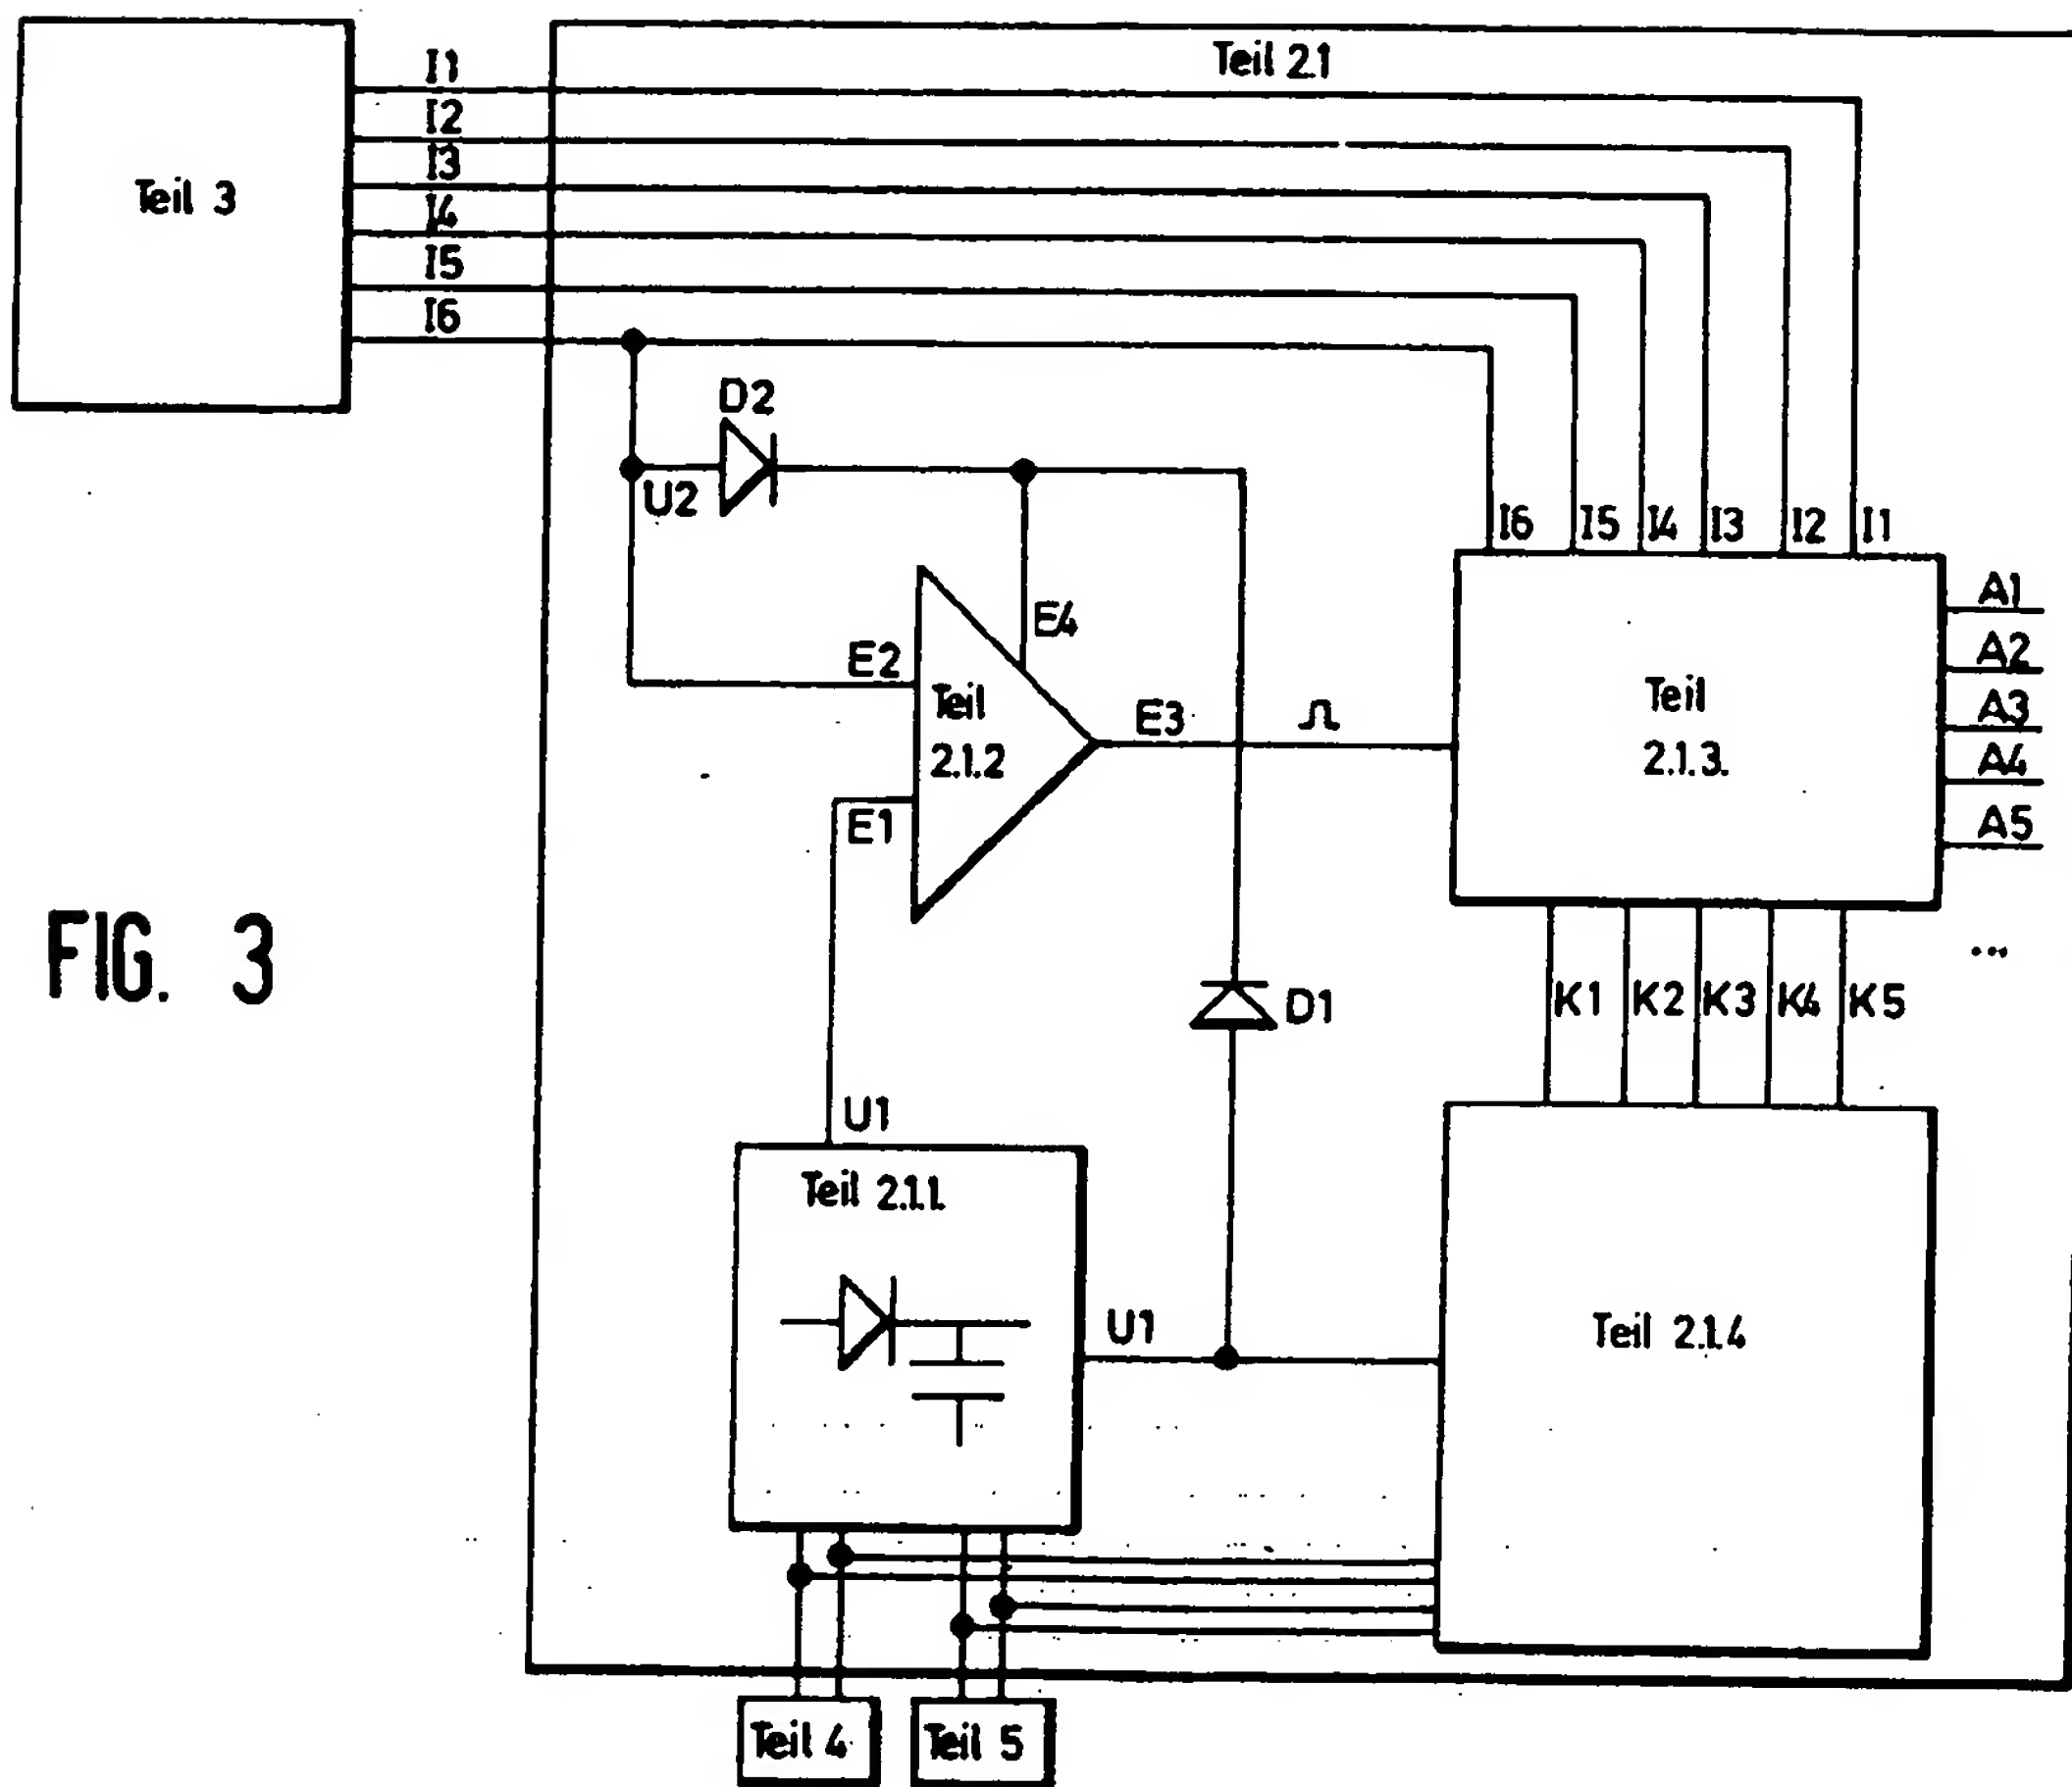 Teil 2.1
I1
I2
I3
Teil 3
I4
I5
I6
D2
U2
I6 I5 I4 I3 I2 I1
A1
E4
E2
A2
Teil
2.1.2
E3
Teil
2.1.3.
A3
A4
E1
A5
FIG. 3
...
K1 K2 K3 K4 K5
D1
U1
Teil 2.1.1.
U1
Teil 2.1.4
Teil 4
Teil 5